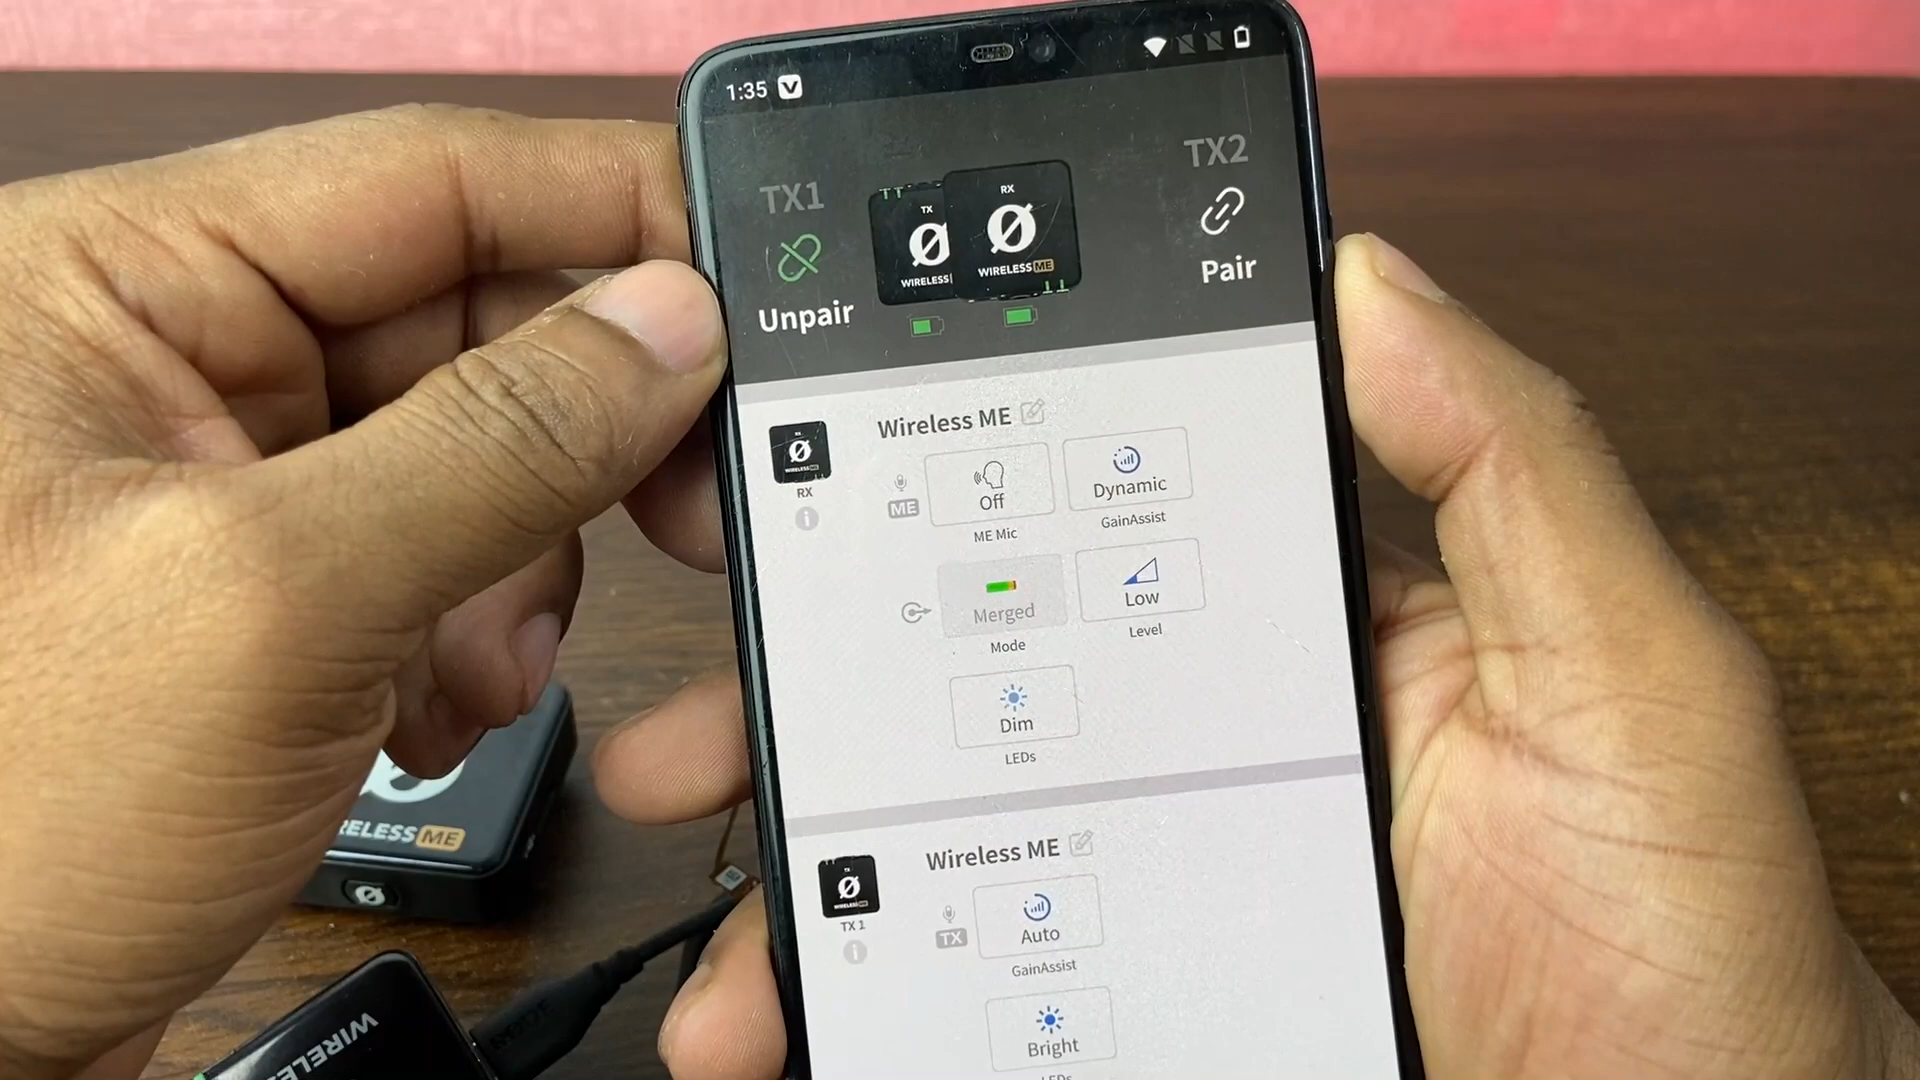 1:35
TX1
TX2
TX
WIRELESS
RX
WIRELESS ME
Unpair
Pair
RX
Wireless ME
ME
Off
ME Mic
Dynamic
GainAssist
Merged
Mode
Low
Level
Dim
LEDs
TX 1
Wireless ME
TX
Auto
GainAssist
Bright
LEDs
RELESS ME
WIRELE